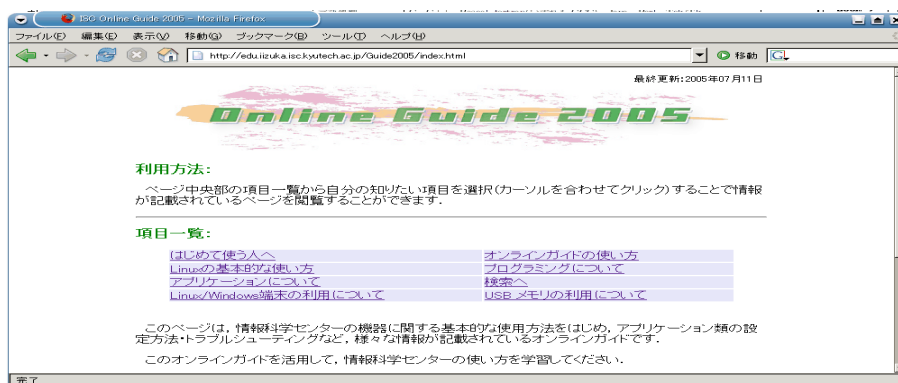 ISC Online Guide 2005 - Mozilla Firefox
ファイル(F) 編集(E) 表示(V) 移動(G) ブックマーク(B) ツール(T) ヘルプ(H)
http://edu.iizuka.isc.kyutech.ac.jp/Guide2005/index.html 移動 G
最終更新:2005年07月11日
Online Guide 2005
利用方法:
ページ中央部の項目一覧から自分の知りたい項目を選択(カーソルを合わせてクリック)することで情報
が記載されているページを閲覧することができます.
項目一覧:
はじめて使う人へ オンラインガイドの使い方
Linuxの基本的な使い方 プログラミングについて
アプリケーションについて 検索へ
Linux/Windows端末の利用について USB メモリの利用について
このページは, 情報科学センターの機器に関する基本的な使用方法をはじめ, アプリケーション類の設
定方法・トラブルシューティングなど, 様々な情報が記載されているオンラインガイドです.
このオンラインガイドを活用して, 情報科学センターの使い方を学習してください.
完了